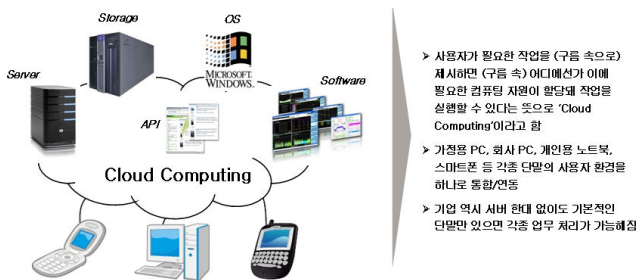 Storage
OS
Server
MICROSOFT.
WINDOWS.
Software
API
Cloud Computing
➤ 사용자가 필요한 작업을 (구름 속으로)
제시하면 (구름 속) 어디에선가 이에
필요한 컴퓨팅 자원이 할당돼 작업을
실행할 수 있다는 뜻으로 ‘Cloud
Computing’이라고 함
➤ 가정용 PC, 회사 PC, 개인용 노트북,
스마트폰 등 각종 단말의 사용자 환경을
하나로 통합/연동
➤ 기업 역시 서버 한대 없이도 기본적인
단말만 있으면 각종 업무 처리가 가능해짐